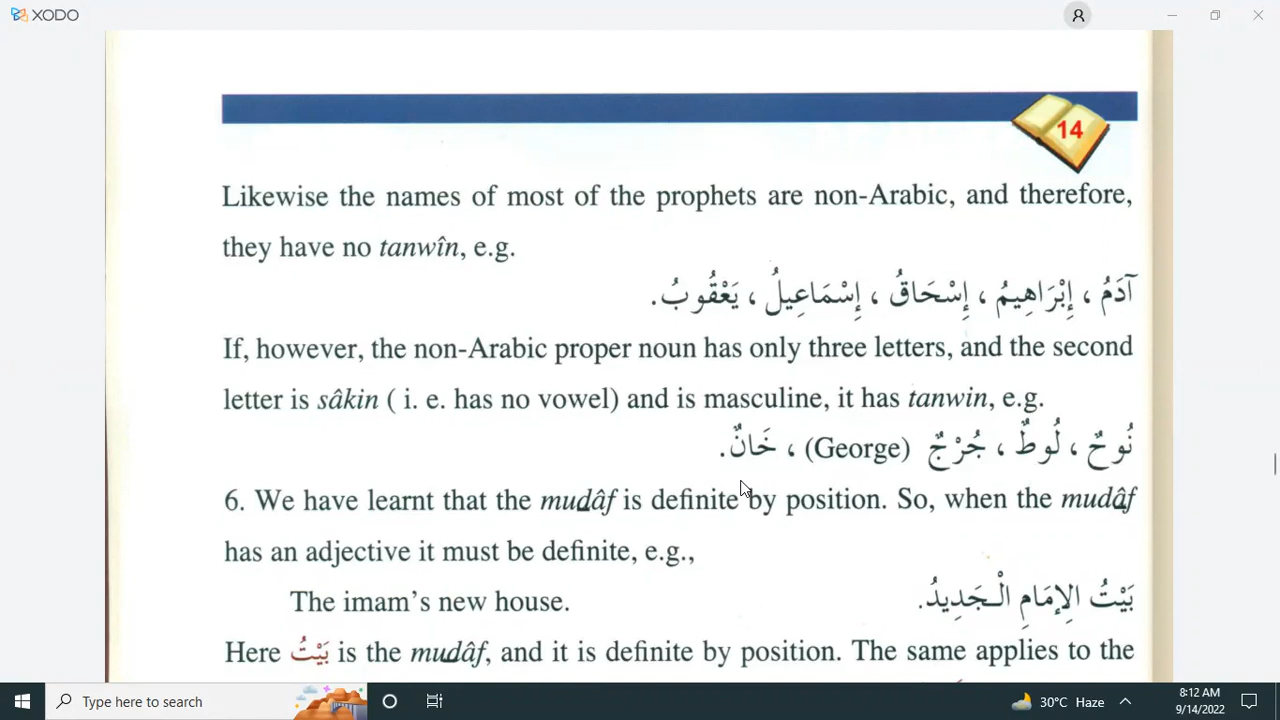 XODO
14
Likewise the names of most of the prophets are non-Arabic, and therefore,
they have no tanwîn, e.g.
آدَمُ ، إِبْرَاهِيمُ ، إِسْحَاقُ ، إِسْمَاعِيلُ ، يَعْقُوبُ .
If, however, the non-Arabic proper noun has only three letters, and the second
letter is sâkin ( i. e. has no vowel) and is masculine, it has tanwin, e.g.
نُوحٌ ، لُوطٌ ، جُرْجٌ (George) ، خَانٌ .
6. We have learnt that the mudâf is definite by position. So, when the mudâf
has an adjective it must be definite, e.g.,
The imam's new house. بَيْتُ الإِمَامِ الْـجَدِيدُ .
Here بَيْتُ is the mudâf, and it is definite by position. The same applies to the
Type here to search
30°C Haze
8:12 AM
9/14/2022